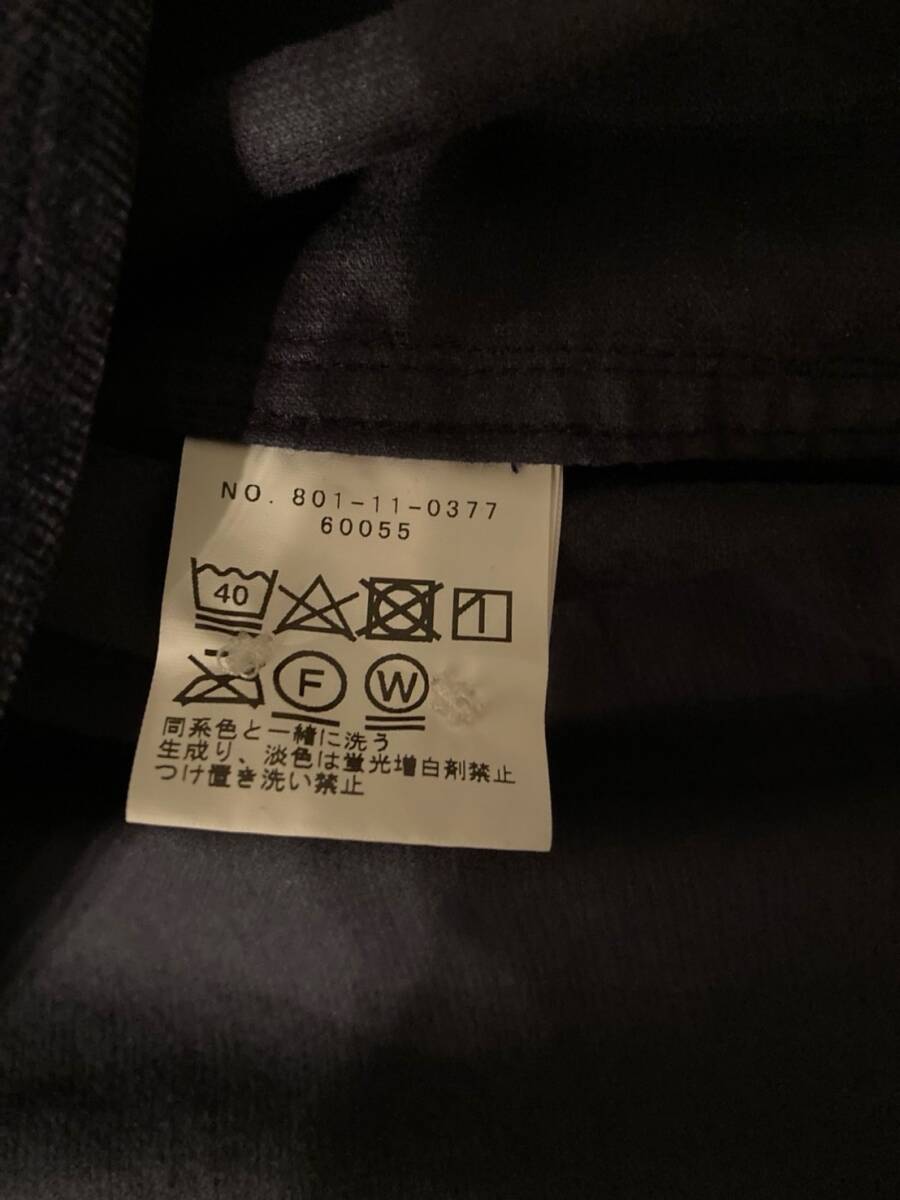 NO. 801-11-0377
60055
40
F W
同系色と一緒に洗う
生成り、淡色は蛍光増白剤禁止
つけ置き洗い禁止